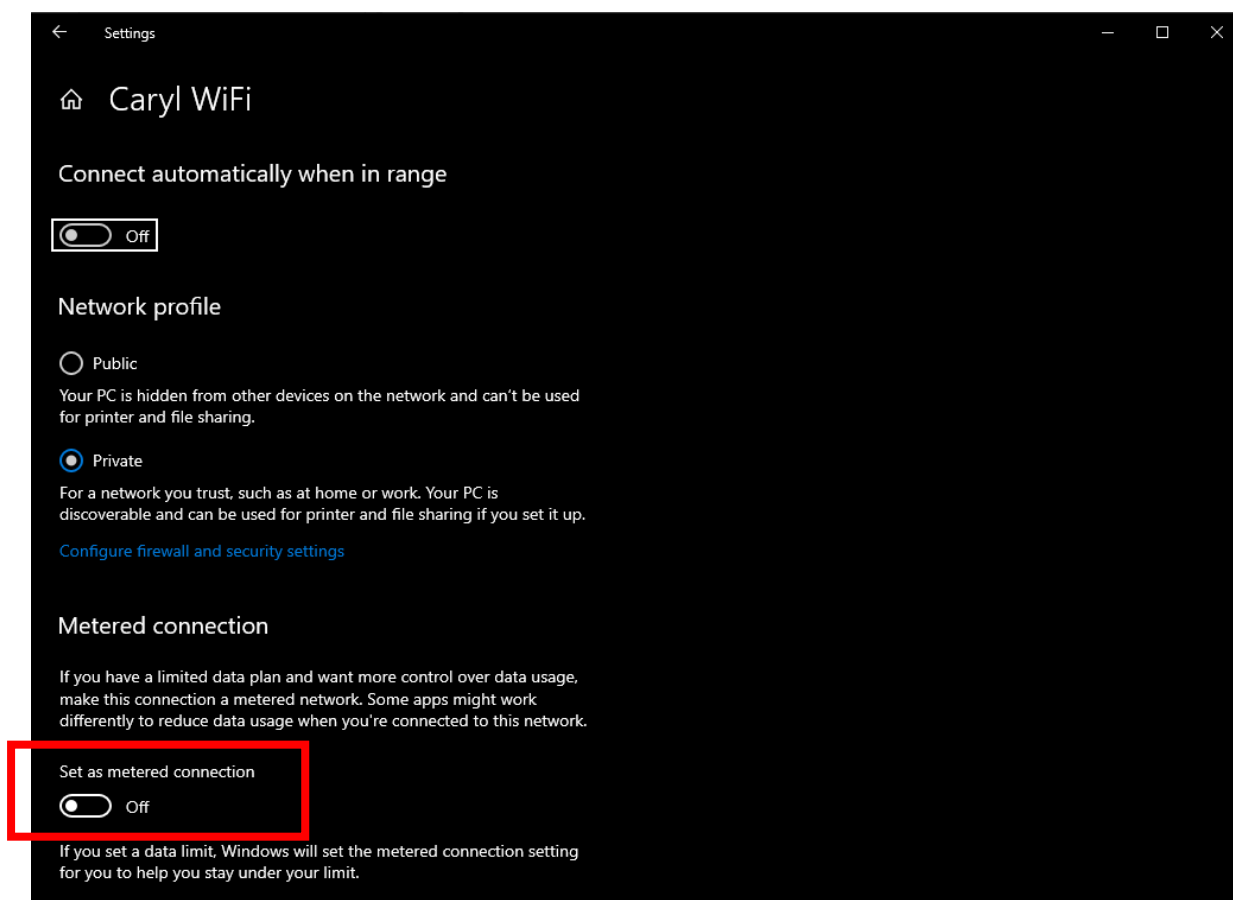 Settings
Caryl WiFi
Connect automatically when in range
Off
Network profile
Public
Your PC is hidden from other devices on the network and can't be used
for printer and file sharing.
Private
For a network you trust, such as at home or work. Your PC is
discoverable and can be used for printer and file sharing if you set it up.
Configure firewall and security settings
Metered connection
If you have a limited data plan and want more control over data usage,
make this connection a metered network. Some apps might work
differently to reduce data usage when you're connected to this network.
Set as metered connection
Off
If you set a data limit, Windows will set the metered connection setting
for you to help you stay under your limit.